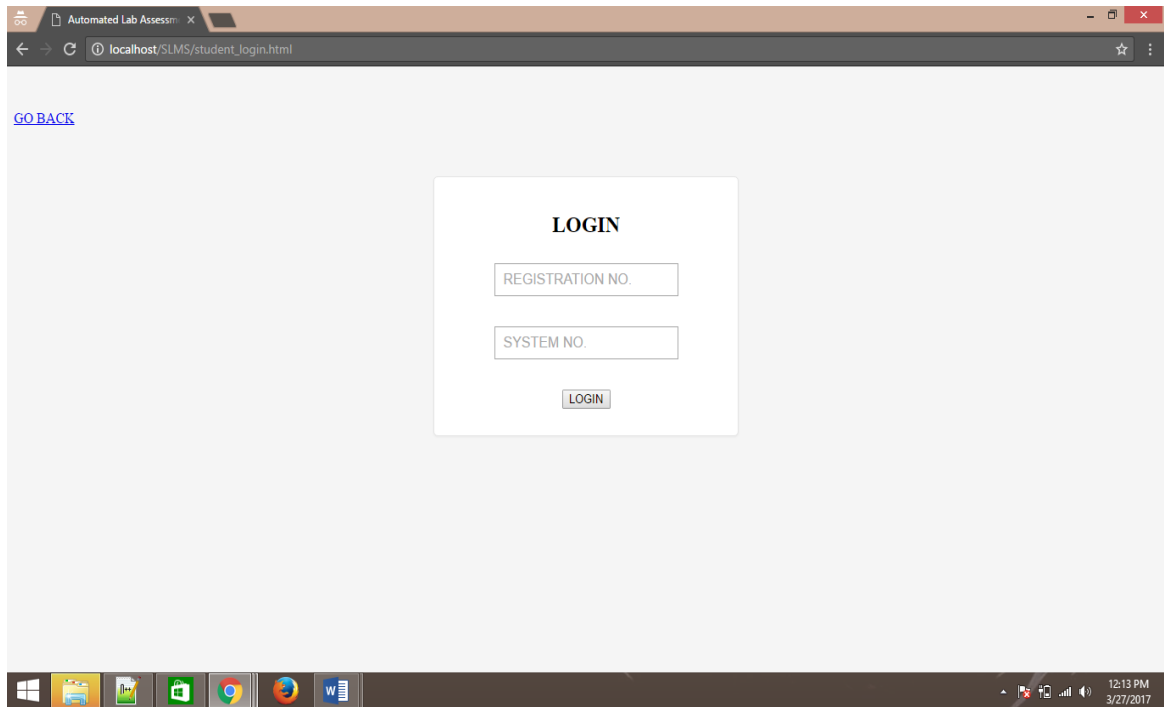 Automated Lab Assessm
localhost/SLMS/student_login.html
GO BACK
LOGIN
REGISTRATION NO.
SYSTEM NO.
LOGIN
12:13 PM
3/27/2017